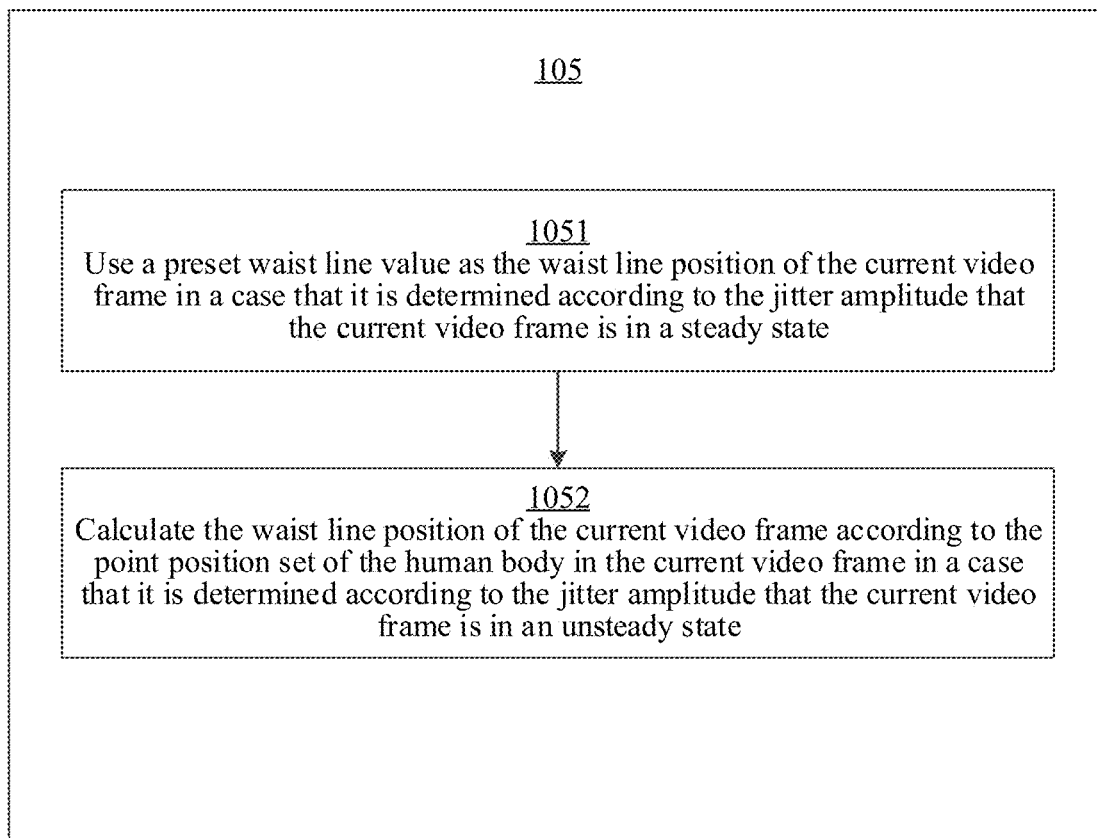 105
1051
Use a preset waist line value as the waist line position of the current video
frame in a case that it is determined according to the jitter amplitude that
the current video frame is in a steady state
1052
Calculate the waist line position of the current video frame according to the
point position set of the human body in the current video frame in a case
that it is determined according to the jitter amplitude that the current video
frame is in an unsteady state